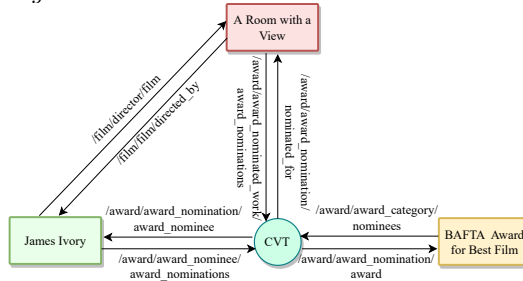 A Room with a
View
/film/director/film
/film/film/directed_by
/award/award_nominated_work/
award_nominations
/award/award_nomination/
nominated_for
/award/award_nomination/
award_nominee
/award/award_category/
nominees
James Ivory
CVT
BAFTA Award
for Best Film
/award/award_nominee/
award_nominations
/award/award_nomination/
award